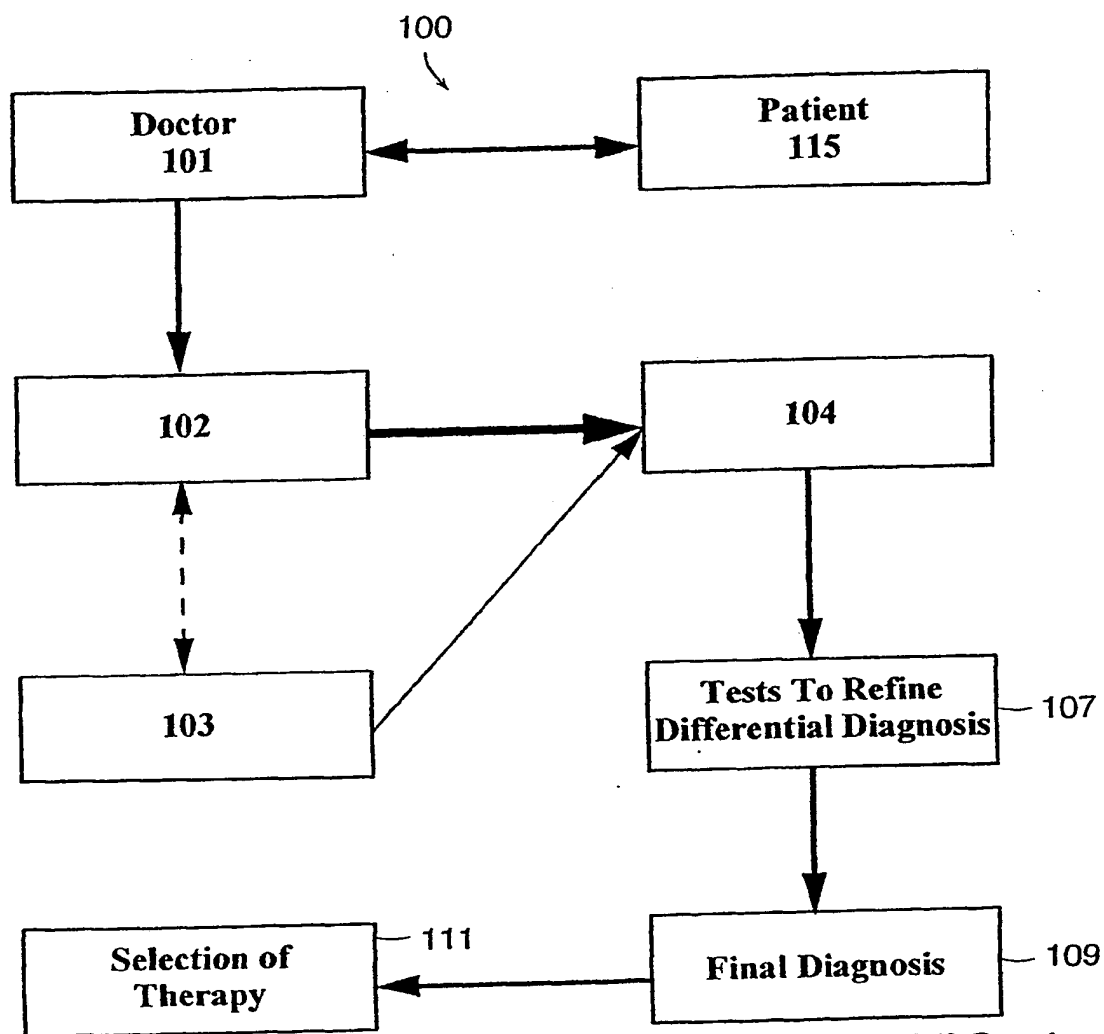 100
Doctor
101
Patient
115
102
104
103
Tests To Refine
Differential Diagnosis
107
111
Selection of
Therapy
Final Diagnosis
109